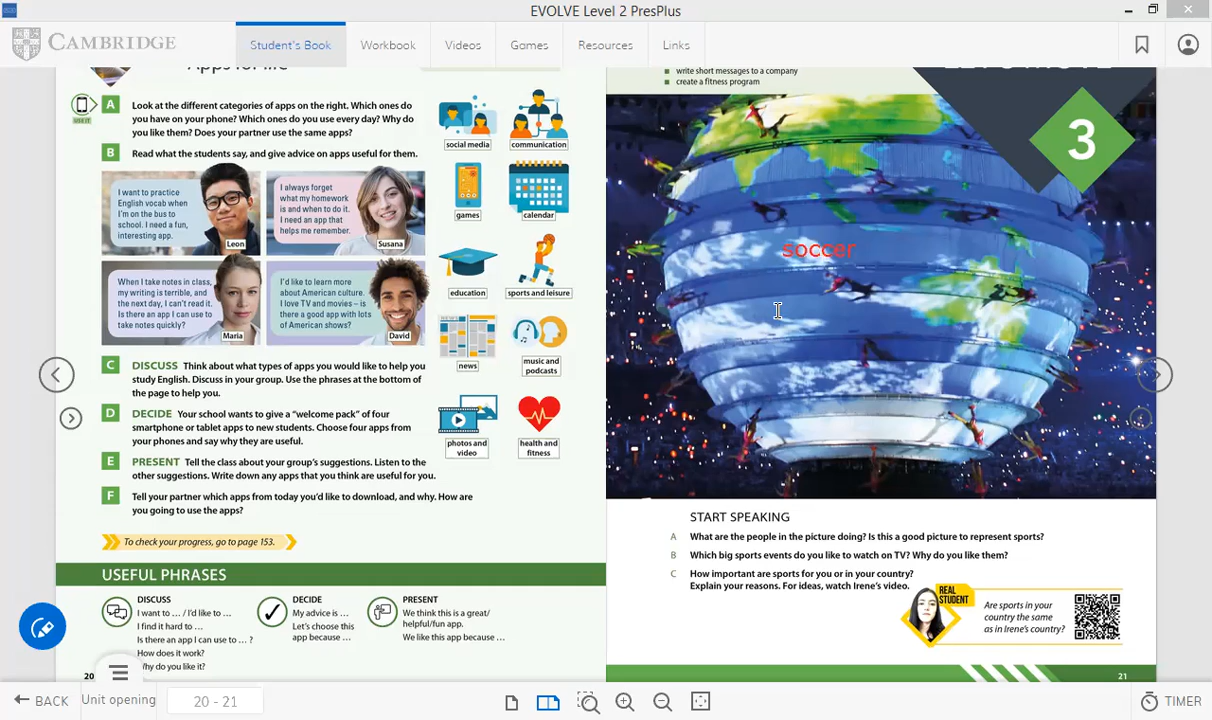 EVOLVE Level 2 PresPlus
CAMBRIDGE
Student's Book
Workbook
Videos
Games
Resources
Links
Apps for life
USE IT
A
Look at the different categories of apps on the right. Which ones do
you have on your phone? Which ones do you use every day? Why do
you like them? Does your partner use the same apps?
B
Read what the students say, and give advice on apps useful for them.
I want to practice
English vocab when
I'm on the bus to
school. I need a fun,
interesting app.
Leon
I always forget
what my homework
is and when to do it.
I need an app that
helps me remember.
Susana
When I take notes in class,
my writing is terrible, and
the next day, I can't read it.
Is there an app I can use to
take notes quickly?
Maria
I'd like to learn more
about American culture.
I love TV and movies – is
there a good app with lots
of American shows?
David
social media
communication
games
calendar
education
sports and leisure
news
music and
podcasts
photos and
video
health and
fitness
C
DISCUSS Think about what types of apps you would like to help you
study English. Discuss in your group. Use the phrases at the bottom of
the page to help you.
D
DECIDE Your school wants to give a "welcome pack" of four
smartphone or tablet apps to new students. Choose four apps from
your phones and say why they are useful.
E
PRESENT Tell the class about your group's suggestions. Listen to the
other suggestions. Write down any apps that you think are useful for you.
F
Tell your partner which apps from today you'd like to download, and why. How are
you going to use the apps?
To check your progress, go to page 153.
USEFUL PHRASES
DISCUSS
I want to … / I'd like to …
I find it hard to …
Is there an app I can use to … ?
How does it work?
Why do you like it?
DECIDE
My advice is …
Let's choose this
app because …
PRESENT
We think this is a great/
helpful/fun app.
We like this app because …
20
write short messages to a company
create a fitness program
3
soccer
START SPEAKING
A What are the people in the picture doing? Is this a good picture to represent sports?
B Which big sports events do you like to watch on TV? Why do you like them?
C How important are sports for you or in your country?
Explain your reasons. For ideas, watch Irene's video.
REAL
STUDENT
Are sports in your
country the same
as in Irene's country?
21
BACK
Unit opening
20 - 21
TIMER